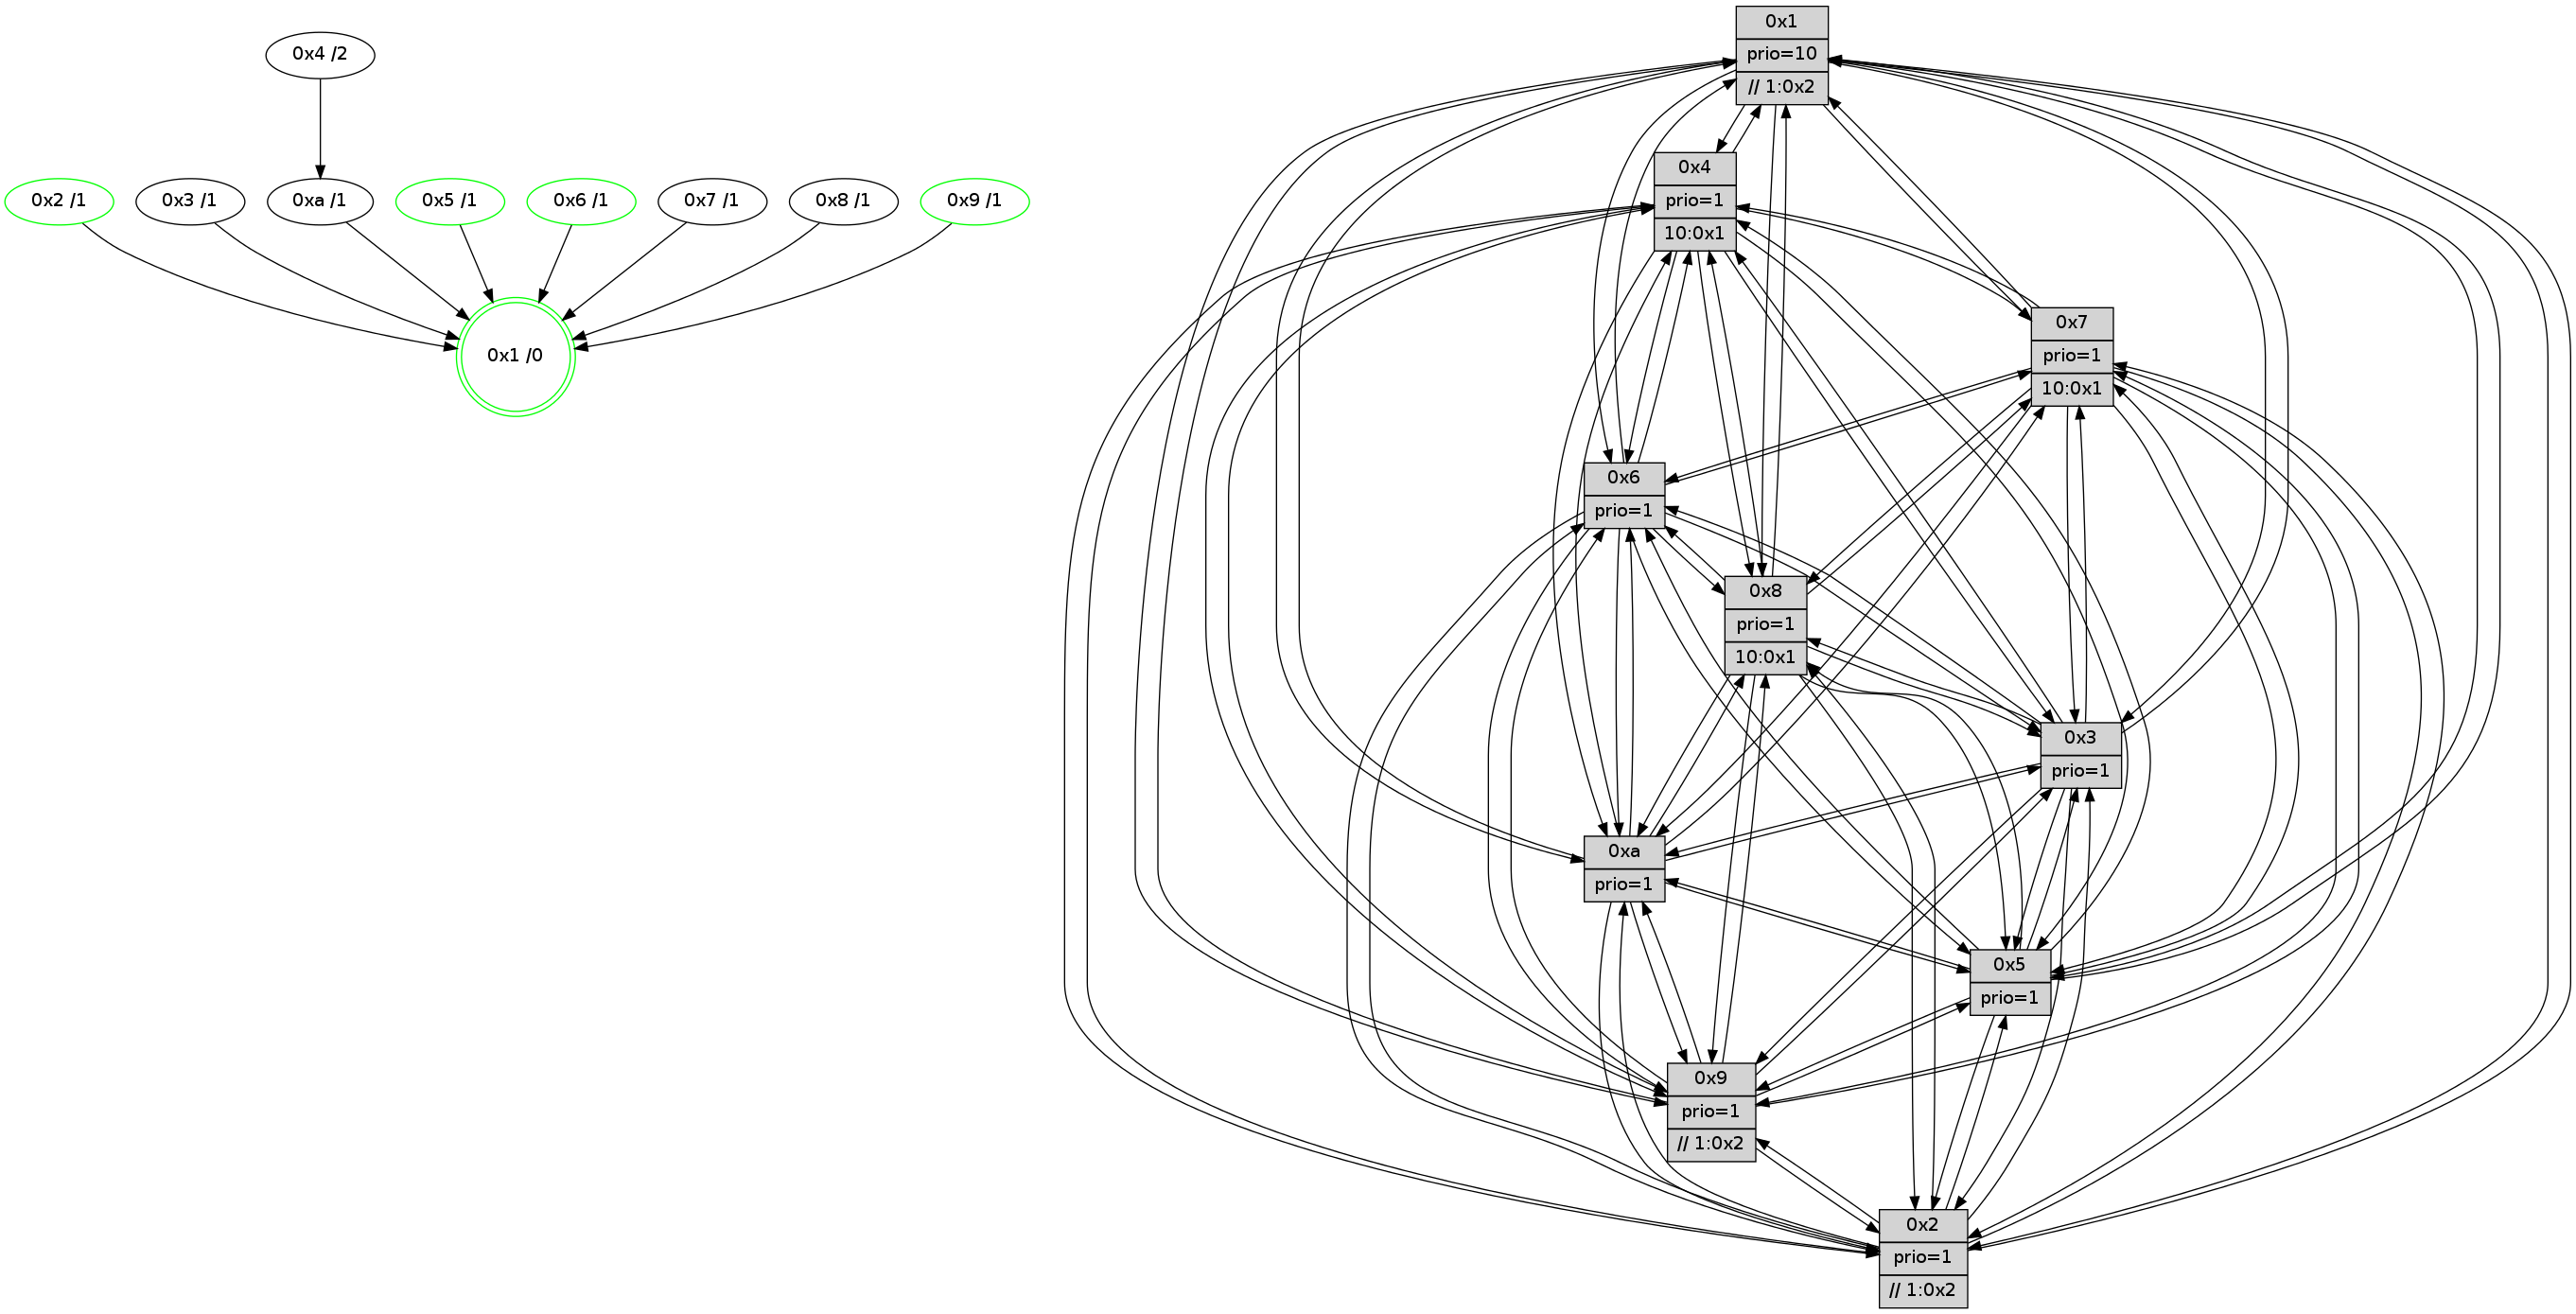 0x4 /2
0x2 /1
0x3 /1
0xa /1
0x5 /1
0x6 /1
0x7 /1
0x8 /1
0x9 /1
0x1 /0
0x1
prio=10
// 1:0x2
0x4
prio=1
10:0x1
0x7
prio=1
10:0x1
0x6
prio=1
0x8
prio=1
10:0x1
0x3
prio=1
0xa
prio=1
0x5
prio=1
0x9
prio=1
// 1:0x2
0x2
prio=1
// 1:0x2